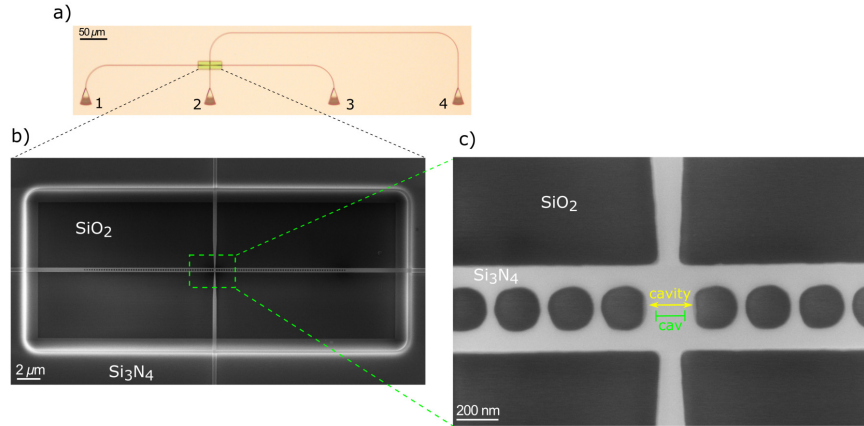 a)
50 µm
1
2
3
4
b)
c)
SiO2
SiO2
Si3N4
cavity
cav
2 µm
Si3N4
200 nm